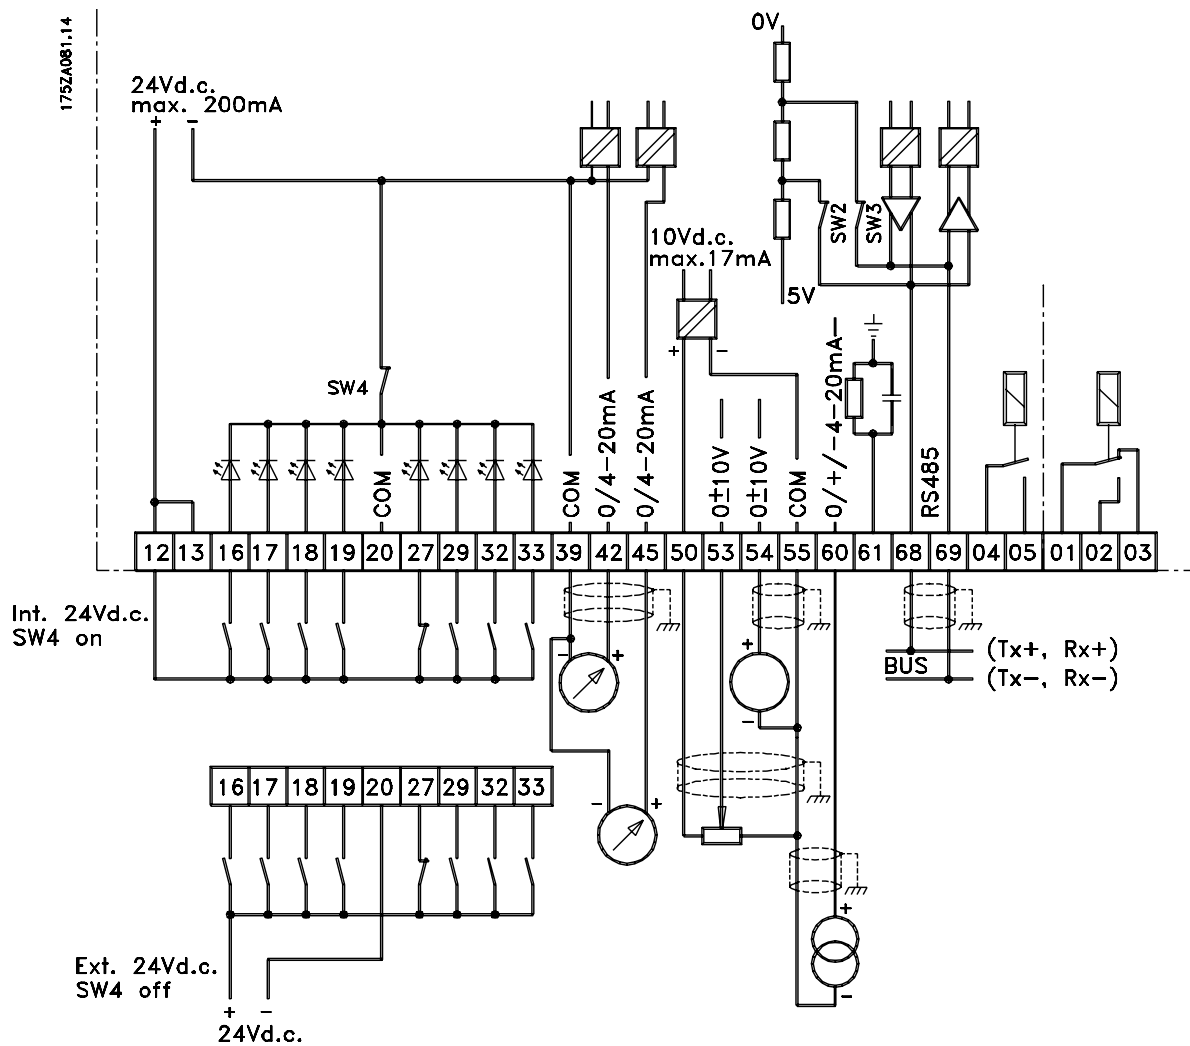 175ZA081.14
0V
24Vd.c.
max. 200mA
+ −
SW2
SW3
10Vd.c.
max.17mA
5V
+ −
SW4
COM
COM
0/4−20mA
0/4−20mA
0±10V
0±10V
COM
0/+/−4−20mA
RS485
12 13 16 17 18 19 20 27 29 32 33 39 42 45 50 53 54 55 60 61 68 69 04 05 01 02 03
Int. 24Vd.c.
SW4 on
− +
+
−
BUS
(Tx+, Rx+)
(Tx−, Rx−)
16 17 18 19 20 27 29 32 33
− +
+
−
Ext. 24Vd.c.
SW4 off
+ −
24Vd.c.